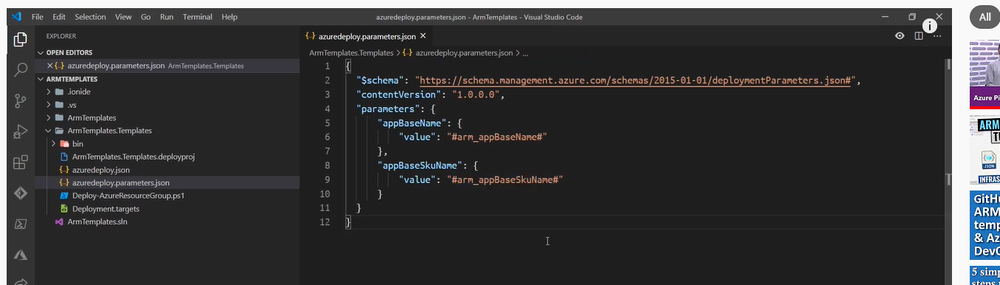 File Edit Selection View Go Run Terminal Help
azuredeploy.parameters.json - ArmTemplates - Visual Studio Code
All
EXPLORER
OPEN EDITORS
azuredeploy.parameters.json ArmTemplates.Templates
ARMTEMPLATES
.ionide
.vs
ArmTemplates
ArmTemplates.Templates
bin
ArmTemplates.Templates.deployproj
azuredeploy.json
azuredeploy.parameters.json
Deploy-AzureResourceGroup.ps1
Deployment.targets
ArmTemplates.sln
azuredeploy.parameters.json
ArmTemplates.Templates > azuredeploy.parameters.json > ...
1 {
2 "$schema": "https://schema.management.azure.com/schemas/2015-01-01/deploymentParameters.json#",
3 "contentVersion": "1.0.0.0",
4 "parameters": {
5 "appBaseName": {
6 "value": "#arm_appBaseName#"
7 },
8 "appBaseSkuName": {
9 "value": "#arm_appBaseSkuName#"
10 }
11 }
12 }
Azure Pi
ARM
TU
JSON
INFRAS
GitHu
ARM
temp
& Az
DevO
5 simp
steps